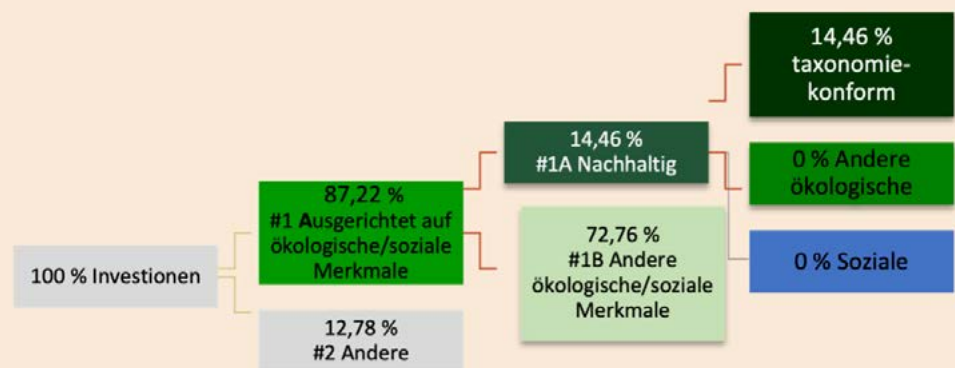 100 % Investionen
87,22 %
#1 Ausgerichtet auf
ökologische/soziale
Merkmale
12,78 %
#2 Andere
14,46 %
#1A Nachhaltig
72,76 %
#1B Andere
ökologische/soziale
Merkmale
14,46 %
taxonomie-
konform
0 % Andere
ökologische
0 % Soziale